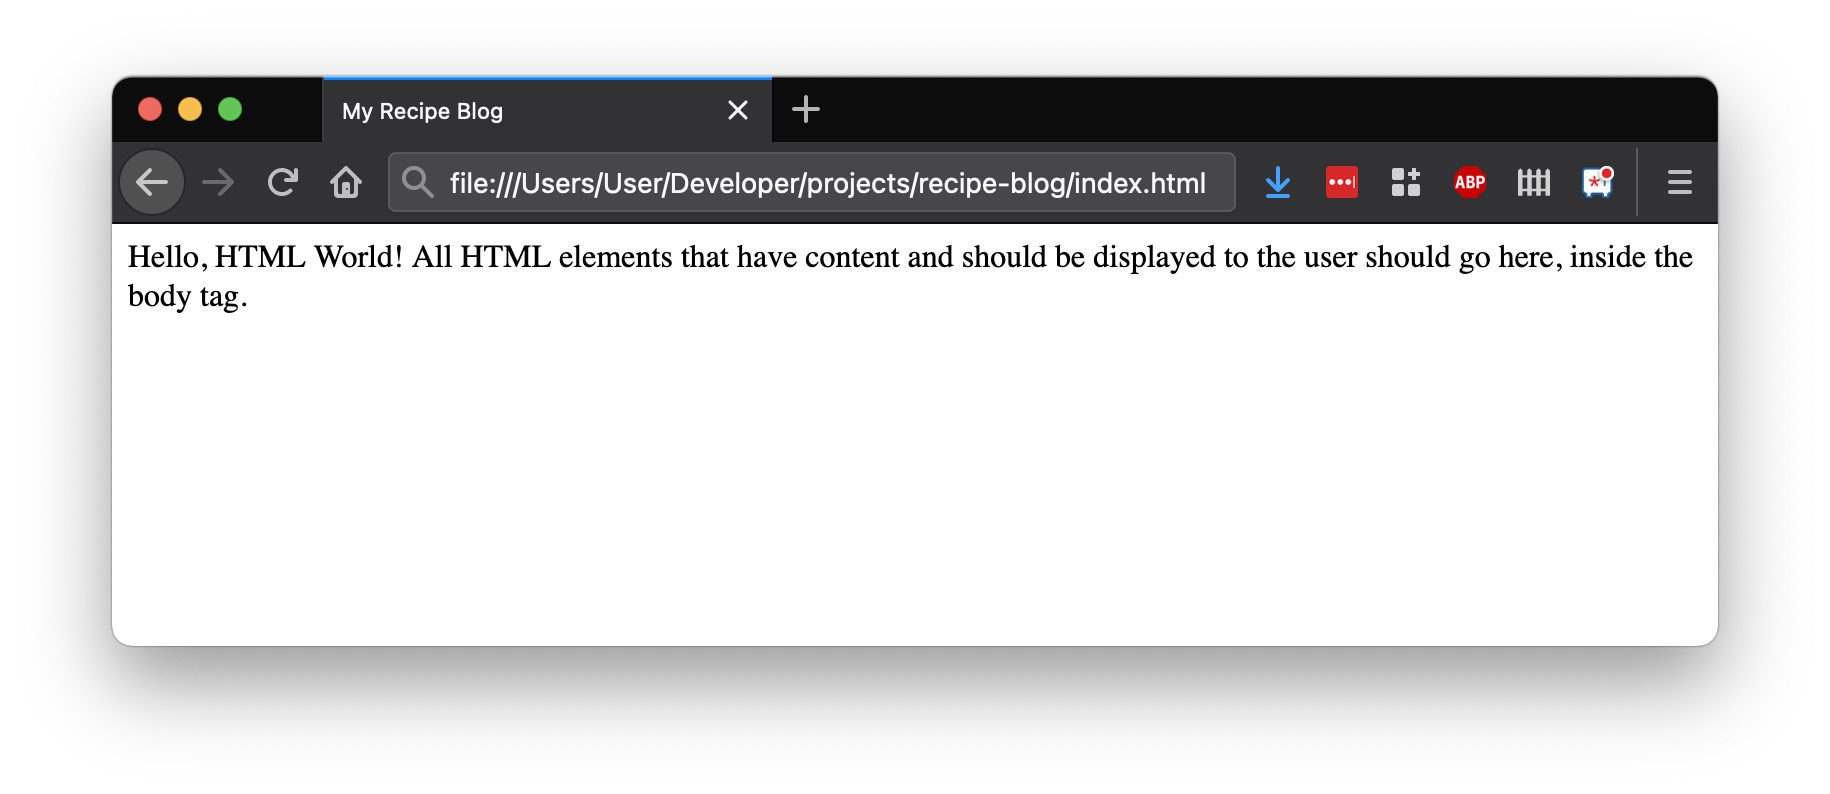 My Recipe Blog
file:///Users/User/Developer/projects/recipe-blog/index.html
ABP
Hello, HTML World! All HTML elements that have content and should be displayed to the user should go here, inside the
body tag.